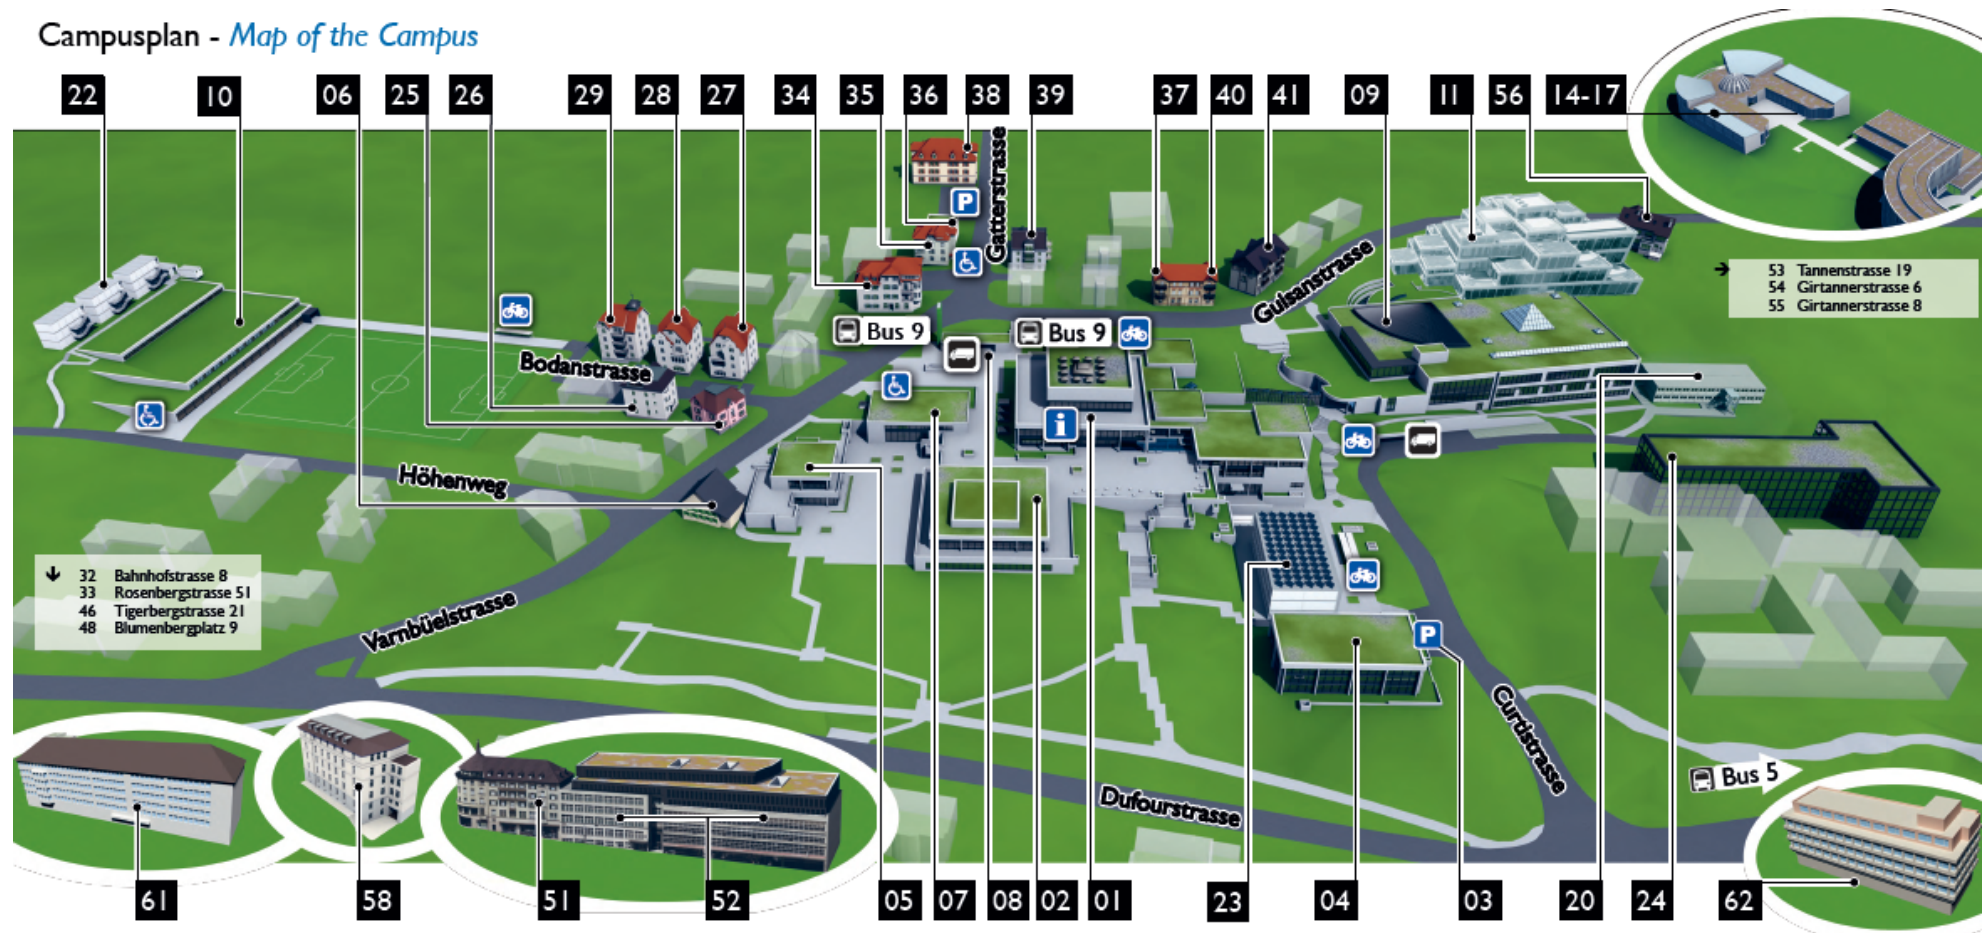 Campusplan - Map of the Campus
22 10 06 25 26 29 28 27 34 35 36 38 39 37 40 41 09 11 56 14-17
Gatterstrasse
P
Gulsanstrasse
53 Tannenstrasse 19
54 Girtannerstrasse 6
55 Girtannerstrasse 8
Bus 9
Bus 9
Bodanstrasse
i
Höhenweg
32 Bahnhofstrasse 8
33 Rosenbergstrasse 51
46 Tigerbergstrasse 21
48 Blumenbergplatz 9
Varnbüelstrasse
P
Curtistrasse
Bus 5
Dufourstrasse
61 58 51 52 05 07 08 02 01 23 04 03 20 24 62